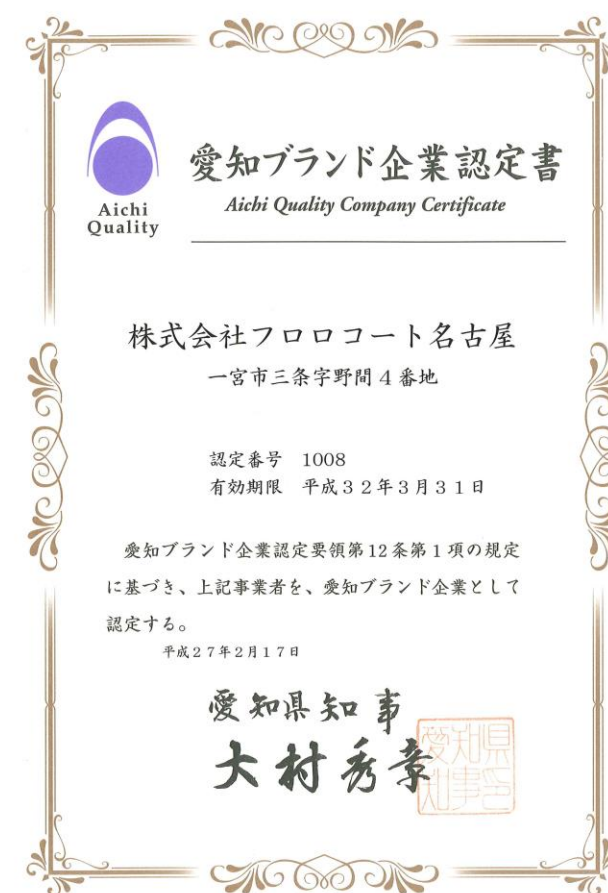 Aichi
Quality
愛知ブランド企業認定書
Aichi Quality Company Certificate
株式会社フロロコート名古屋
一宮市三条字野間4番地
認定番号 1008
有効期限 平成32年3月31日
愛知ブランド企業認定要領第12条第1項の規定
に基づき、上記事業者を、愛知ブランド企業として
認定する。
平成27年2月17日
愛知県知事
大村秀章
愛知県
知事印